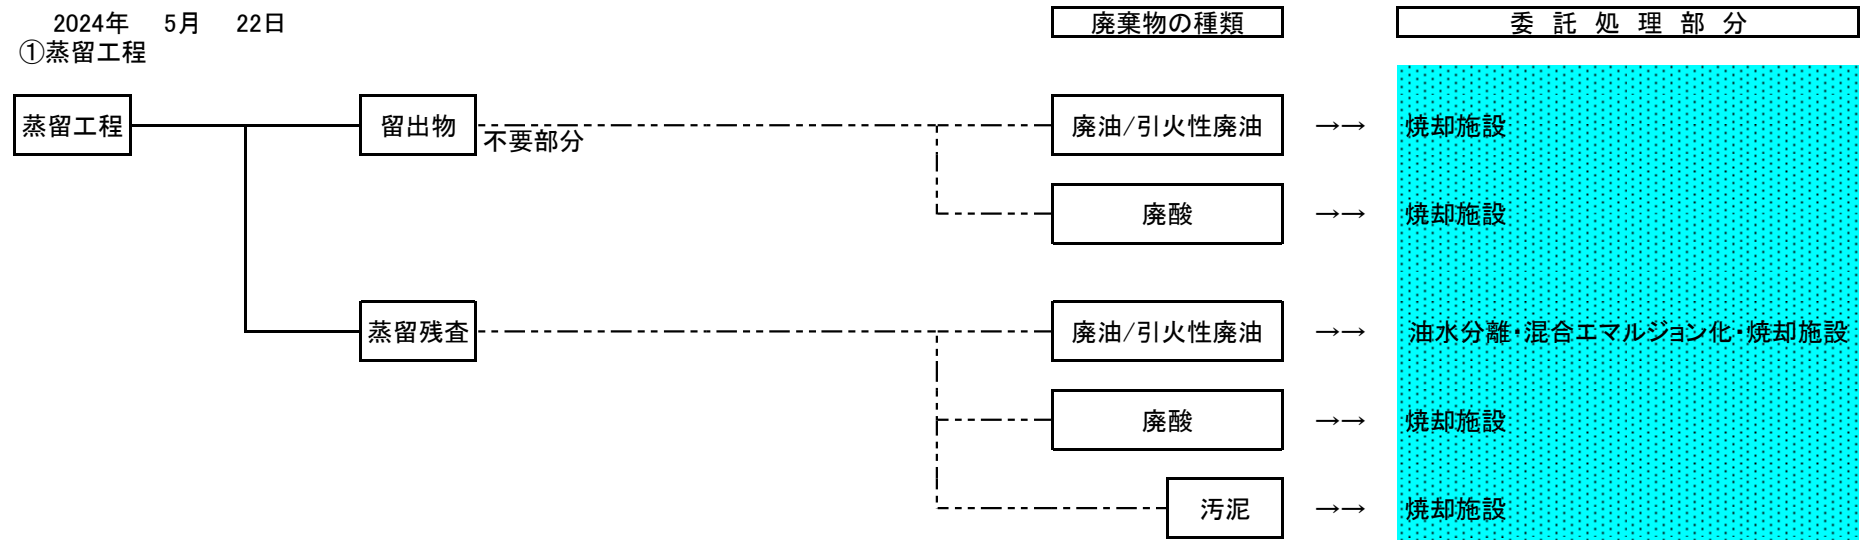 2024年 5月 22日
廃棄物の種類
委託処理部分
①蒸留工程
蒸留工程
留出物
不要部分
廃油/引火性廃油
→→
焼却施設
廃酸
→→
焼却施設
蒸留残査
廃油/引火性廃油
→→
油水分離・混合エマルジョン化・焼却施設
廃酸
→→
焼却施設
汚泥
→→
焼却施設